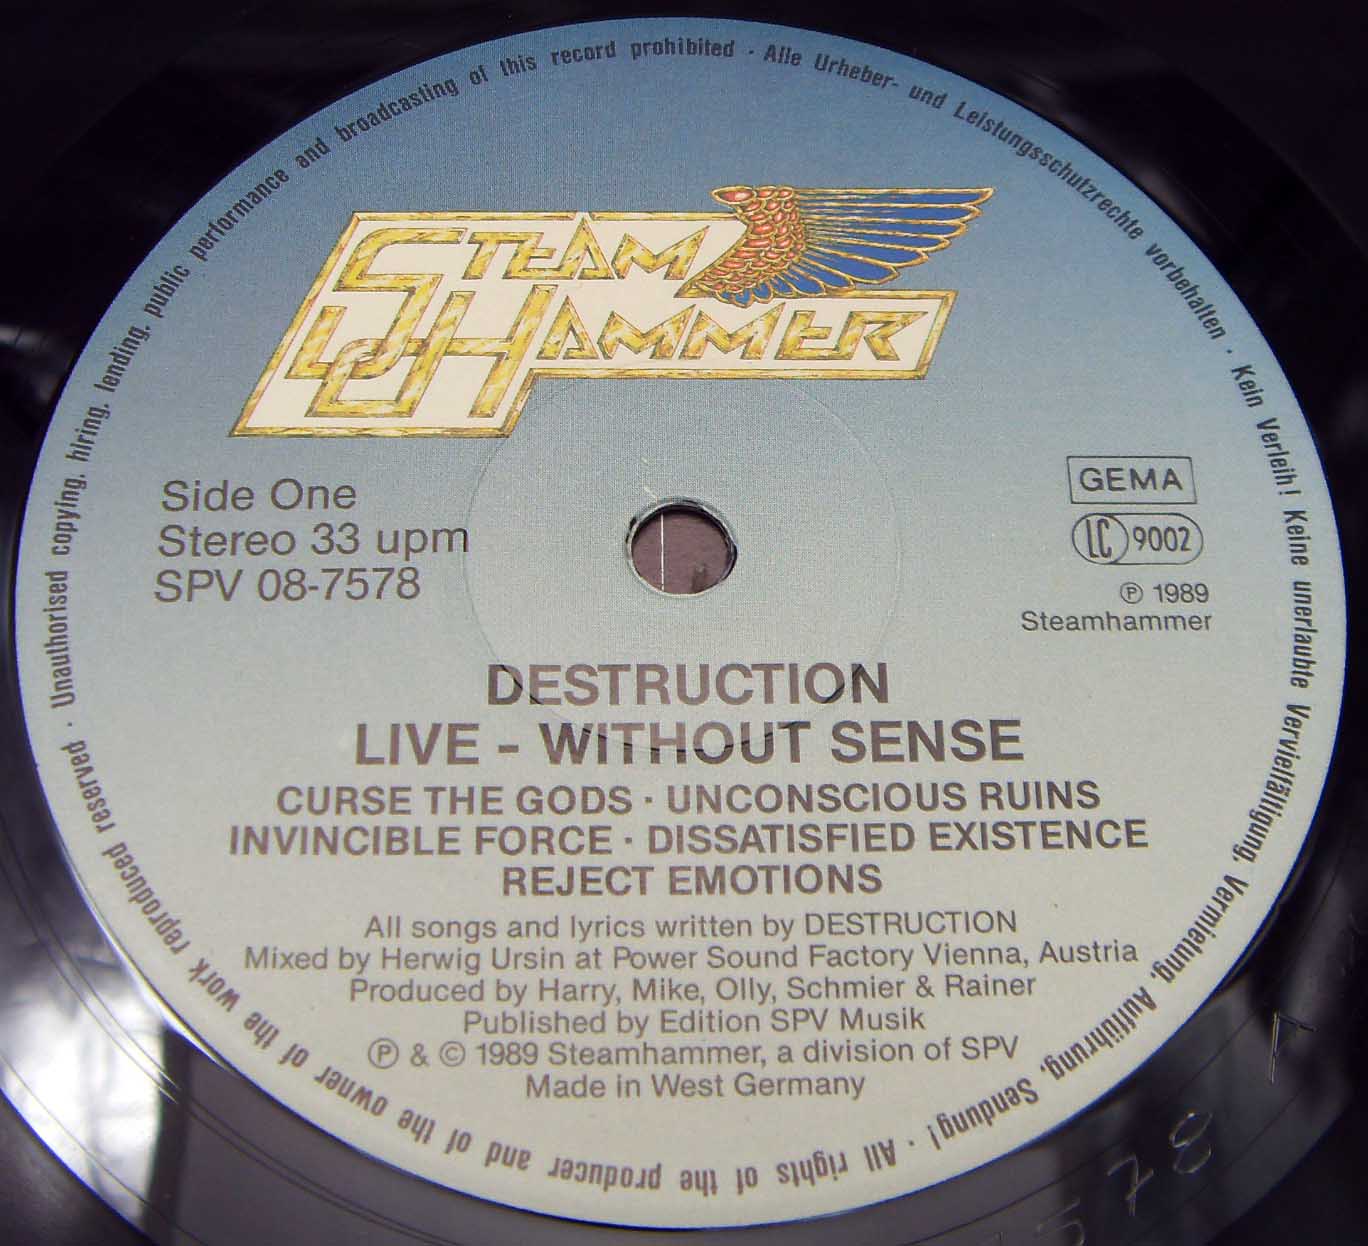 STEAM
HAMMER
Side One
Stereo 33 upm
SPV 08-7578
GEMA
LC 9002
℗ 1989
Steamhammer
DESTRUCTION
LIVE - WITHOUT SENSE
CURSE THE GODS · UNCONSCIOUS RUINS
INVINCIBLE FORCE · DISSATISFIED EXISTENCE
REJECT EMOTIONS
All songs and lyrics written by DESTRUCTION
Mixed by Herwig Ursin at Power Sound Factory Vienna, Austria
Produced by Harry, Mike, Olly, Schmier & Rainer
Published by Edition SPV Musik
℗ & © 1989 Steamhammer, a division of SPV
Made in West Germany
All rights of the producer and of the owner of the work reproduced reserved · Unauthorised copying, hiring, lending, public performance and broadcasting of this record prohibited · Alle Urheber- und Leistungsschutzrechte vorbehalten · Kein Verleih! Keine unerlaubte Vervielfältigung, Vermietung, Aufführung, Sendung! ·
578